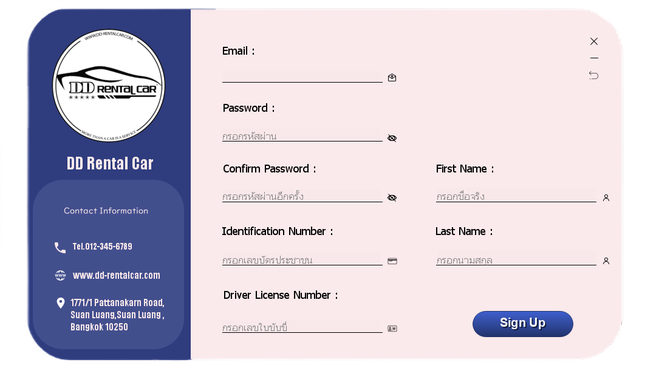 WWW.DD-RENTALCAR.COM
DD RENTAL CAR
DD Rental Car
Contact Information
Tel.012-345-6789
www.dd-rentalcar.com
1771/1 Pattanakarn Road,
Suan Luang,Suan Luang ,
Bangkok 10250
Email :
Password :
กรอกรหัสผ่าน
Confirm Password :
กรอกรหัสผ่านอีกครั้ง
First Name :
กรอกชื่อจริง
Identification Number :
กรอกเลขบัตรประชาชน
Last Name :
กรอกนามสกุล
Driver License Number :
กรอกเลขใบขับขี่
Sign Up